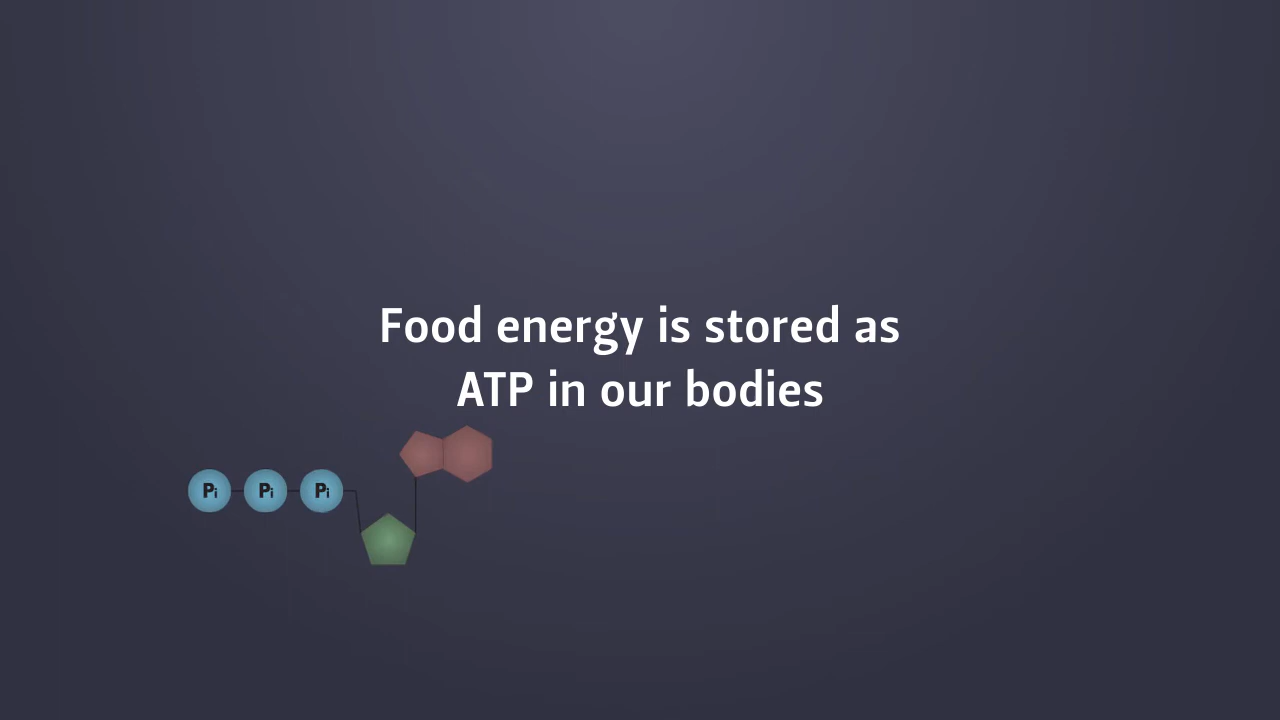 Food energy is stored as
ATP in our bodies
Pi Pi Pi